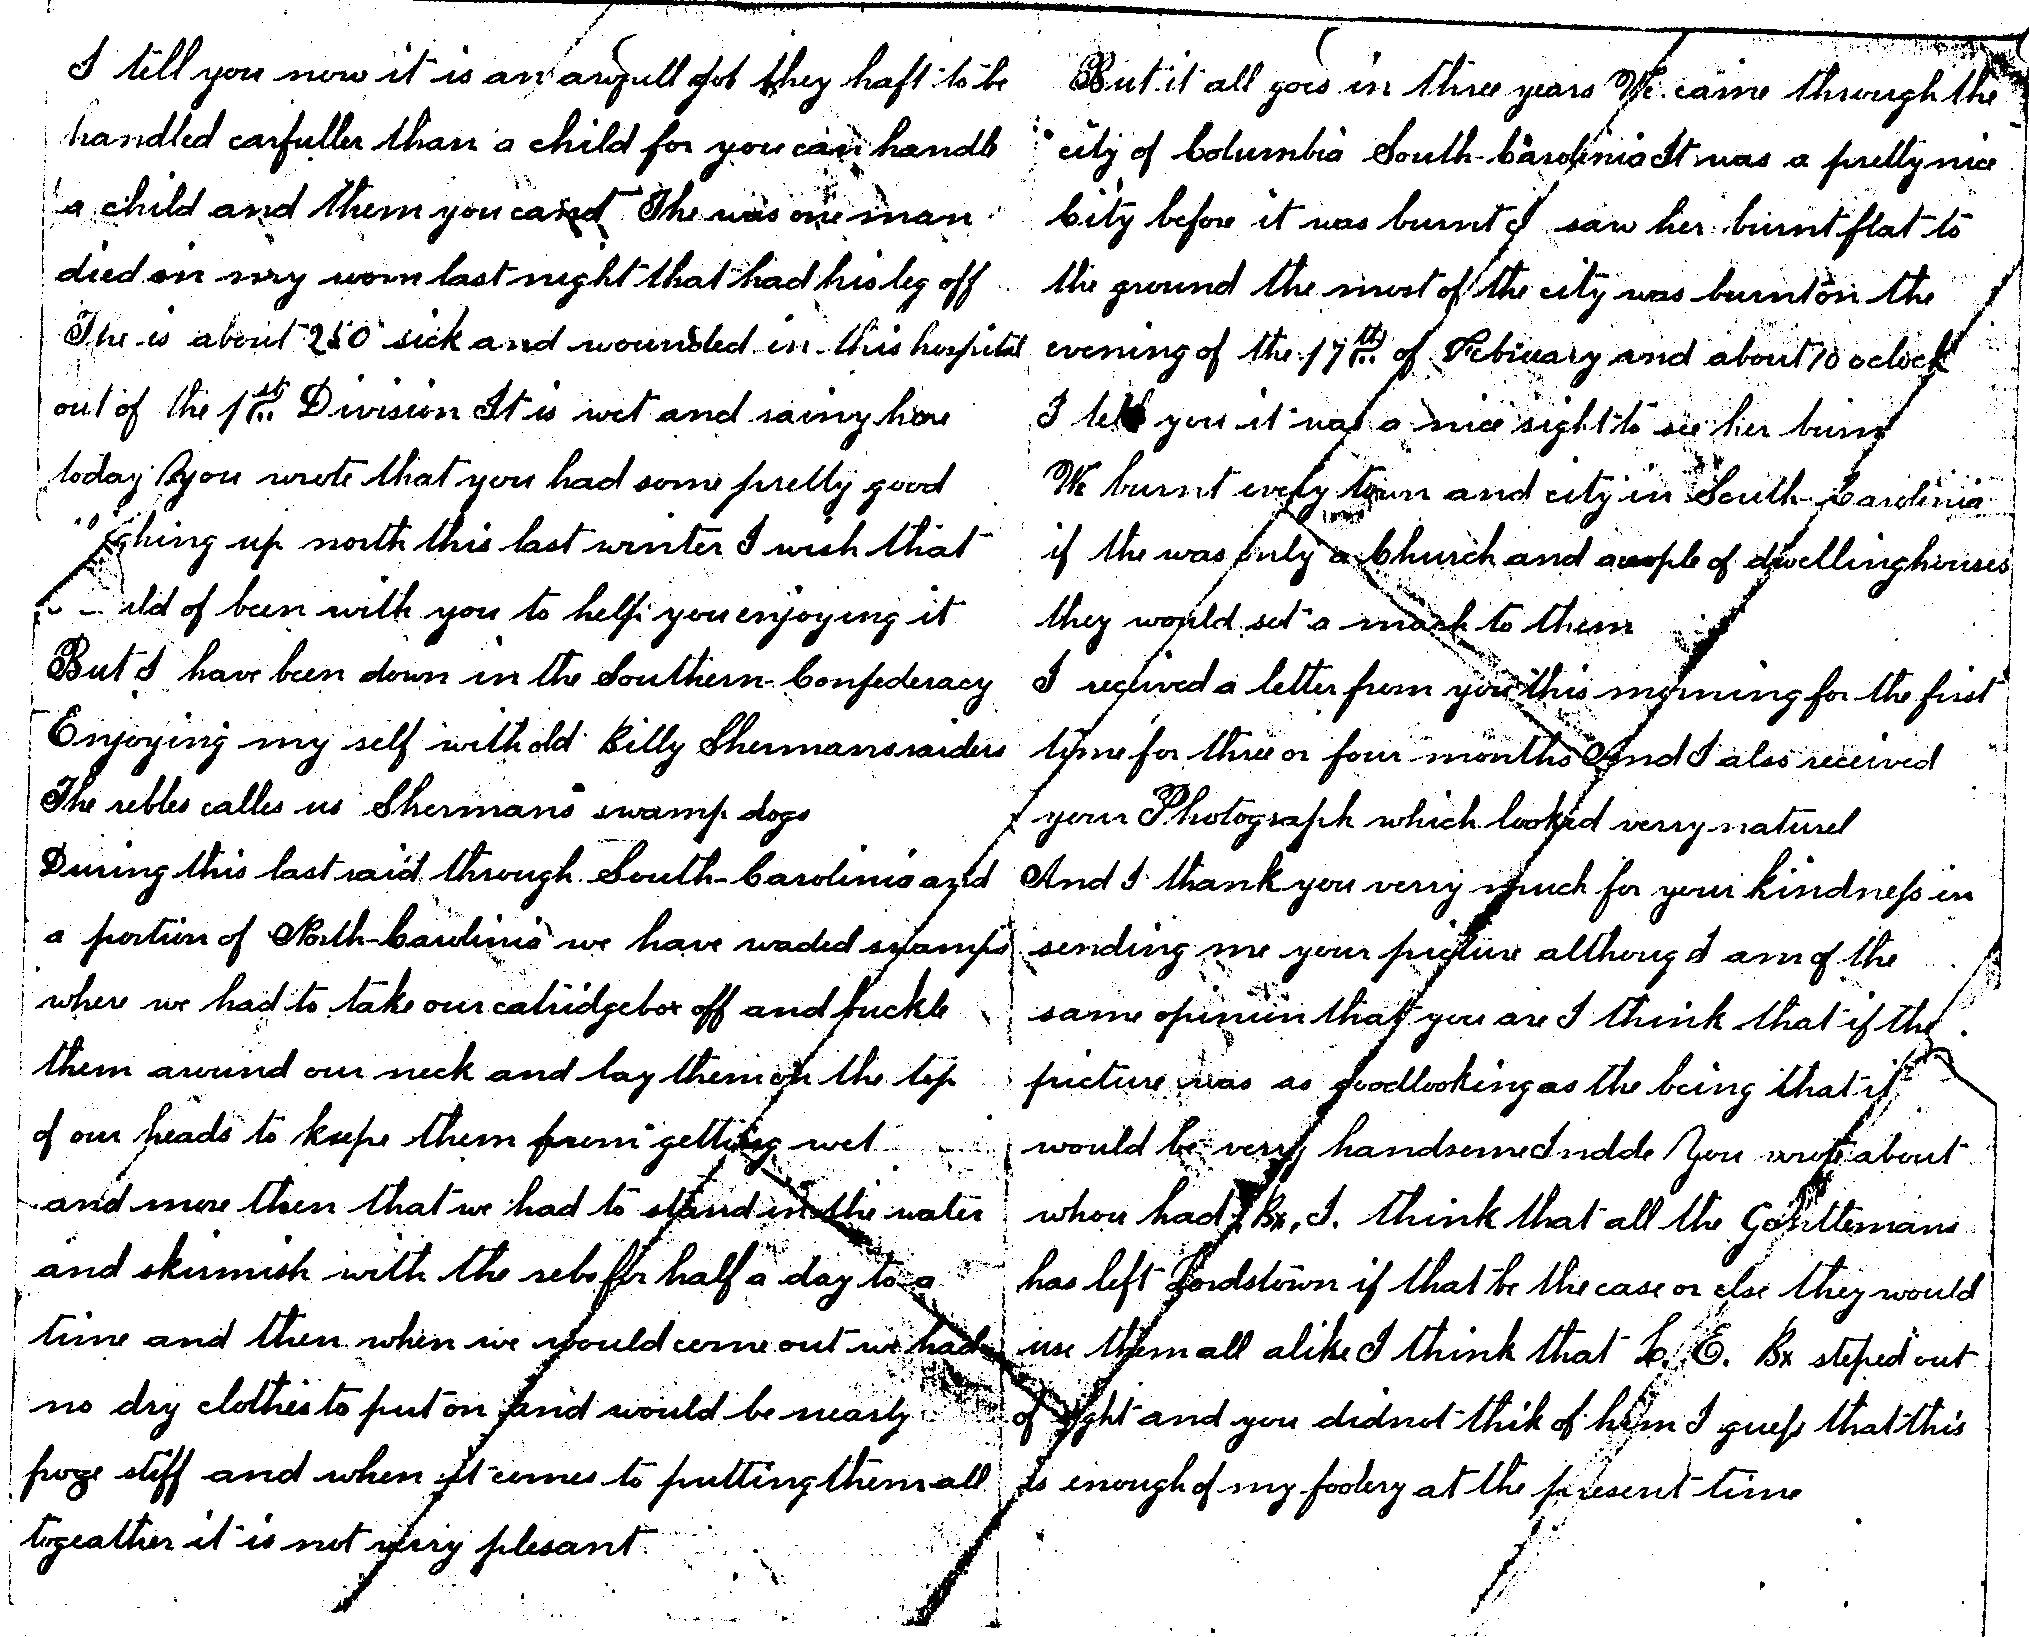 I tell you now it is an awfull jot they haft to be
handled carfuller than a child for you can handle
a child and them you cannot The was one man
died in my wom last night that had his leg off
The is about 250 sick and wounded in this hospital
out of the 1st Division It is wet and rainy here
today you wrote that you had some pretty good
ghing up north this last winter I wish that
uld of been with you to help you enjoying it
But I have been down in the Southern Confederacy
Enjoying my self with old Billy Shermans raiders
The rebles calles us Shermans swamp dogs
During this last raid through South-Carolinia and
a portion of North-Carolinia we have waded swamps
where we had to take our catridgebox off and buckle
them around our neck and lay them on the top
of our heads to keepe them from getting wet
and more then that we had to stand in the water
and skirmish with the rebs for half a day to a
time and then when we would come out we had
no dry clothes to put on and would be nearly
froze stiff and when it comes to putting them all
togeather it is not very plesant
But it all goes in three years We came through the
city of Columbia South-Carolinia It was a pretty nice
City before it was burnt I saw her burnt flat to
the ground the most of the city was burnt on the
evening of the 17th of Febiuary and about 10 oclock
I tell you it was a nice sight to see her burn
We burnt every town and city in South-Carolinia
if the was only a Church and acouple of dwellinghouses
they would set a mach to them
I received a letter from you this morning for the first
time for three or four months And I also received
your Photograph which looked verry naturel
And I thank you verry much for your kindness in
sending me your picture althoug I am of the
same opinion that you are I think that if the
picture was as goodlooking as the being that it
would be very handsome Indde You wrote about
whou had Bx, I. think that all the Genttlemans
has left Lordstown if that be the case or else they would
use them all alike I think that L. E. Bx steped out
of sight and you did not thik of him I guess that this
is enough of my foolery at the present time